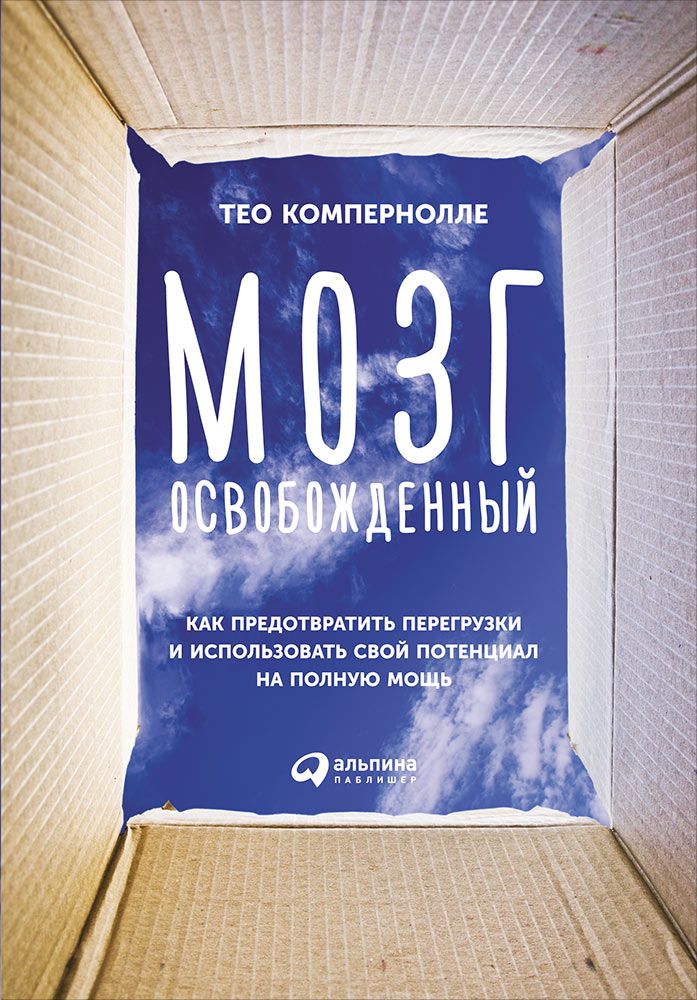 ТЕО КОМПЕРНОЛЛЕ
МОЗГ
ОСВОБОЖДЕННЫЙ
КАК ПРЕДОТВРАТИТЬ ПЕРЕГРУЗКИ
И ИСПОЛЬЗОВАТЬ СВОЙ ПОТЕНЦИАЛ
НА ПОЛНУЮ МОЩЬ
альпина
ПАБЛИШЕР